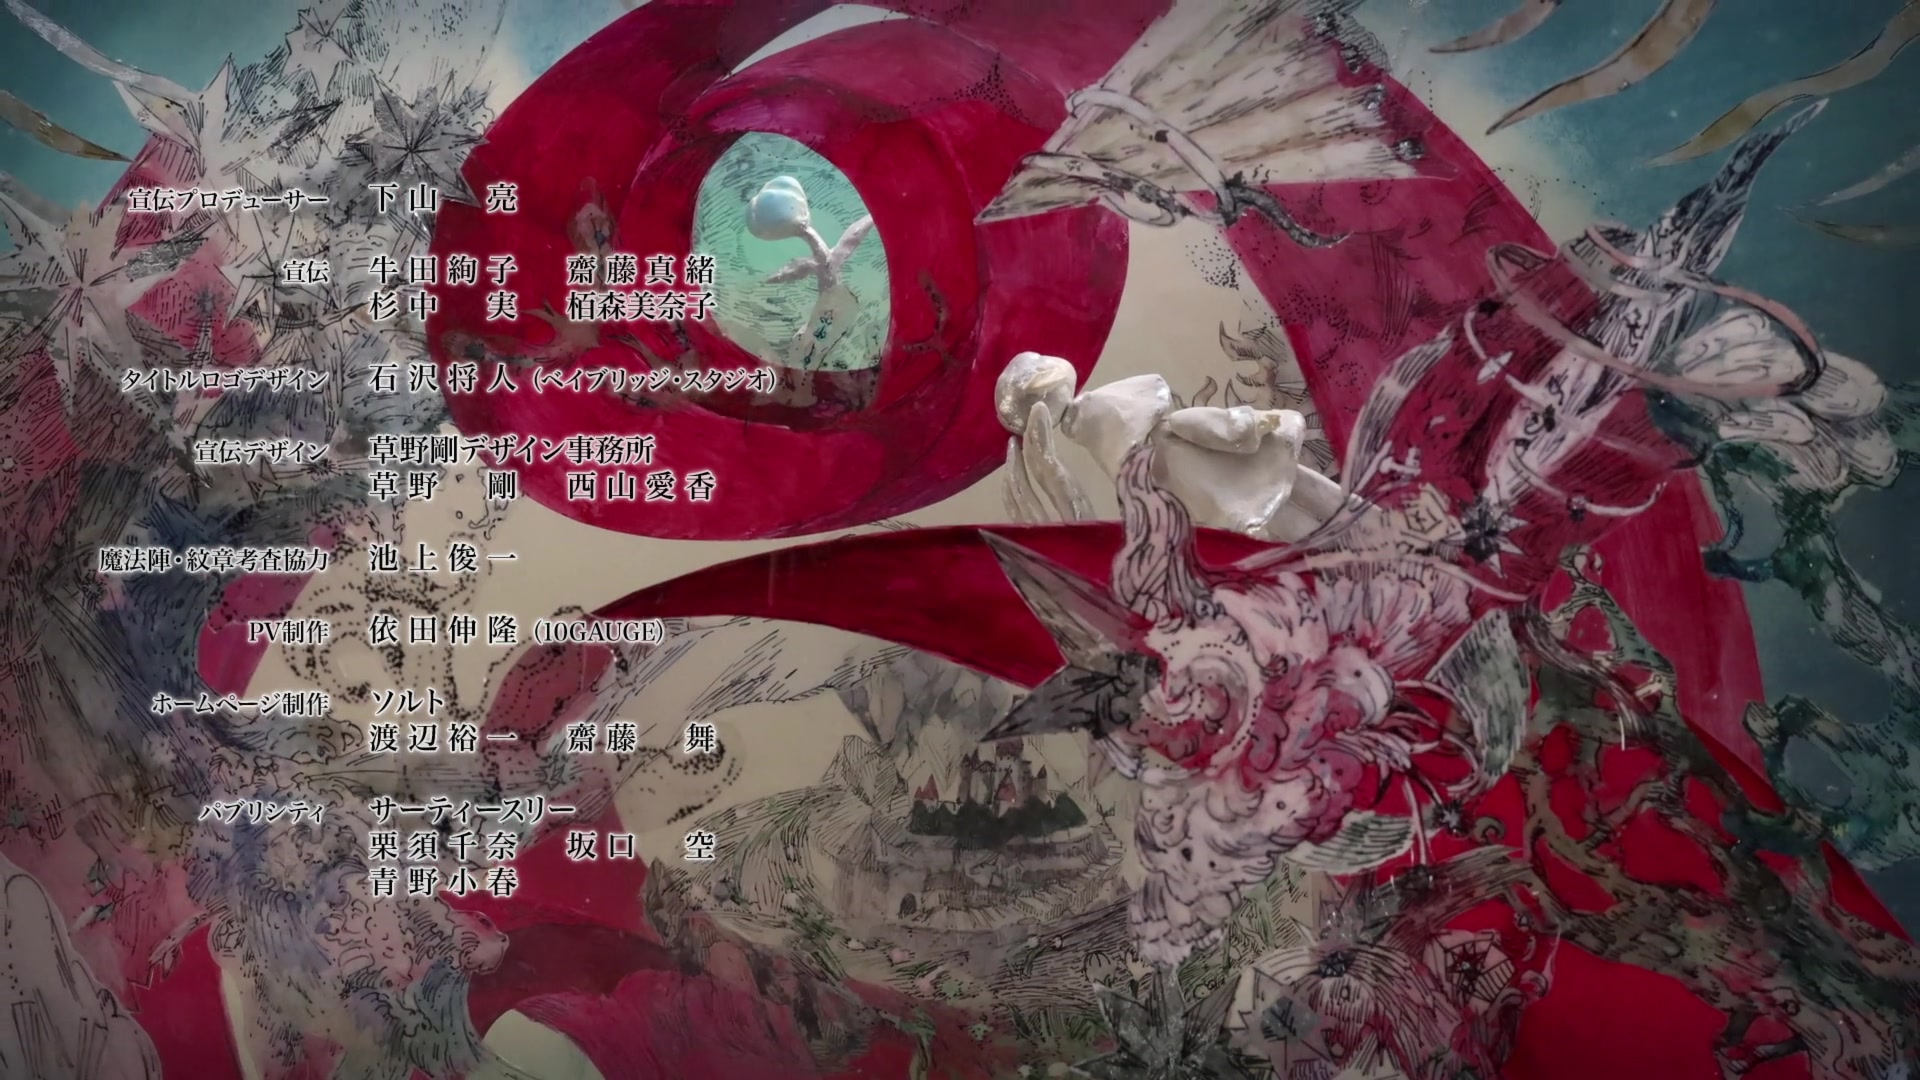 宣伝プロデューサー 下山 亮
宣伝 牛田絢子 齋藤真緒
杉中 実 栢森美奈子
タイトルロゴデザイン 石沢将人（ベイブリッジ・スタジオ）
宣伝デザイン 草野剛デザイン事務所
草野 剛 西山愛香
魔法陣・紋章考査協力 池上俊一
PV制作 依田伸隆（10GAUGE）
ホームページ制作 ソルト
渡辺裕一 齋藤 舞
パブリシティ サーティースリー
栗須千奈 坂口 空
青野小春